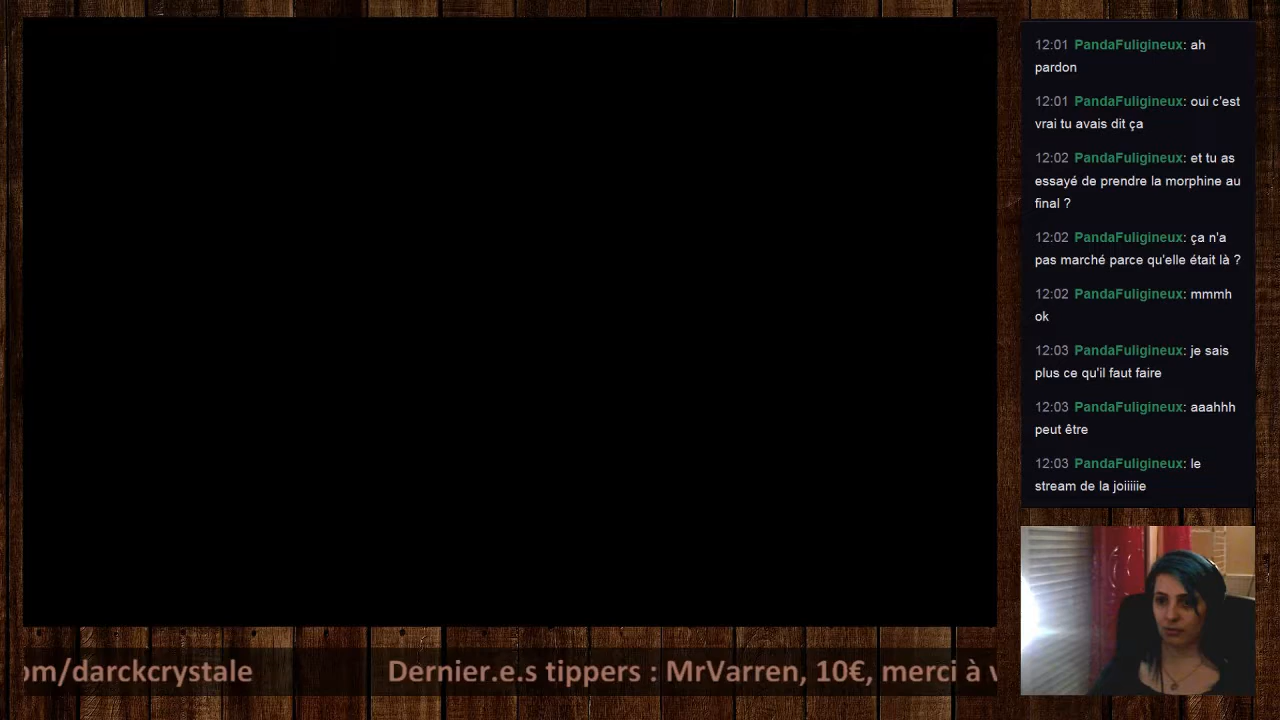 12:01 PandaFuligineux: ah
pardon
12:01 PandaFuligineux: oui c'est
vrai tu avais dit ça
12:02 PandaFuligineux: et tu as
essayé de prendre la morphine au
final ?
12:02 PandaFuligineux: ça n'a
pas marché parce qu'elle était là ?
12:02 PandaFuligineux: mmmh
ok
12:03 PandaFuligineux: je sais
plus ce qu'il faut faire
12:03 PandaFuligineux: aaahhh
peut être
12:03 PandaFuligineux: le
stream de la joiiiiie
om/darckcrystale Dernier.e.s tippers : MrVarren, 10€, merci à